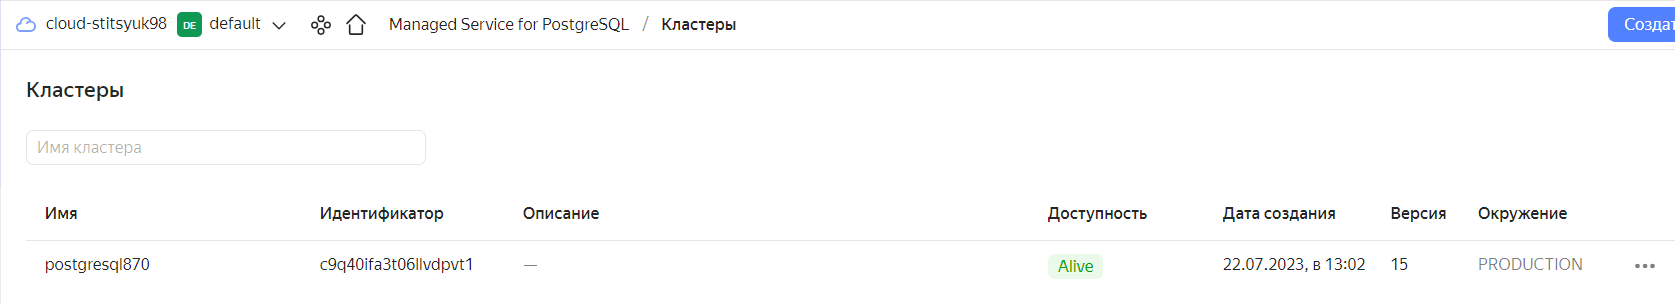 cloud-stitsyuk98 DE default Managed Service for PostgreSQL / Кластеры
Кластеры
Имя кластера
Имя Идентификатор Описание Доступность Дата создания Версия Окружение
postgresql870 c9q40ifa3t06llvdpvt1 — Alive 22.07.2023, в 13:02 15 PRODUCTION